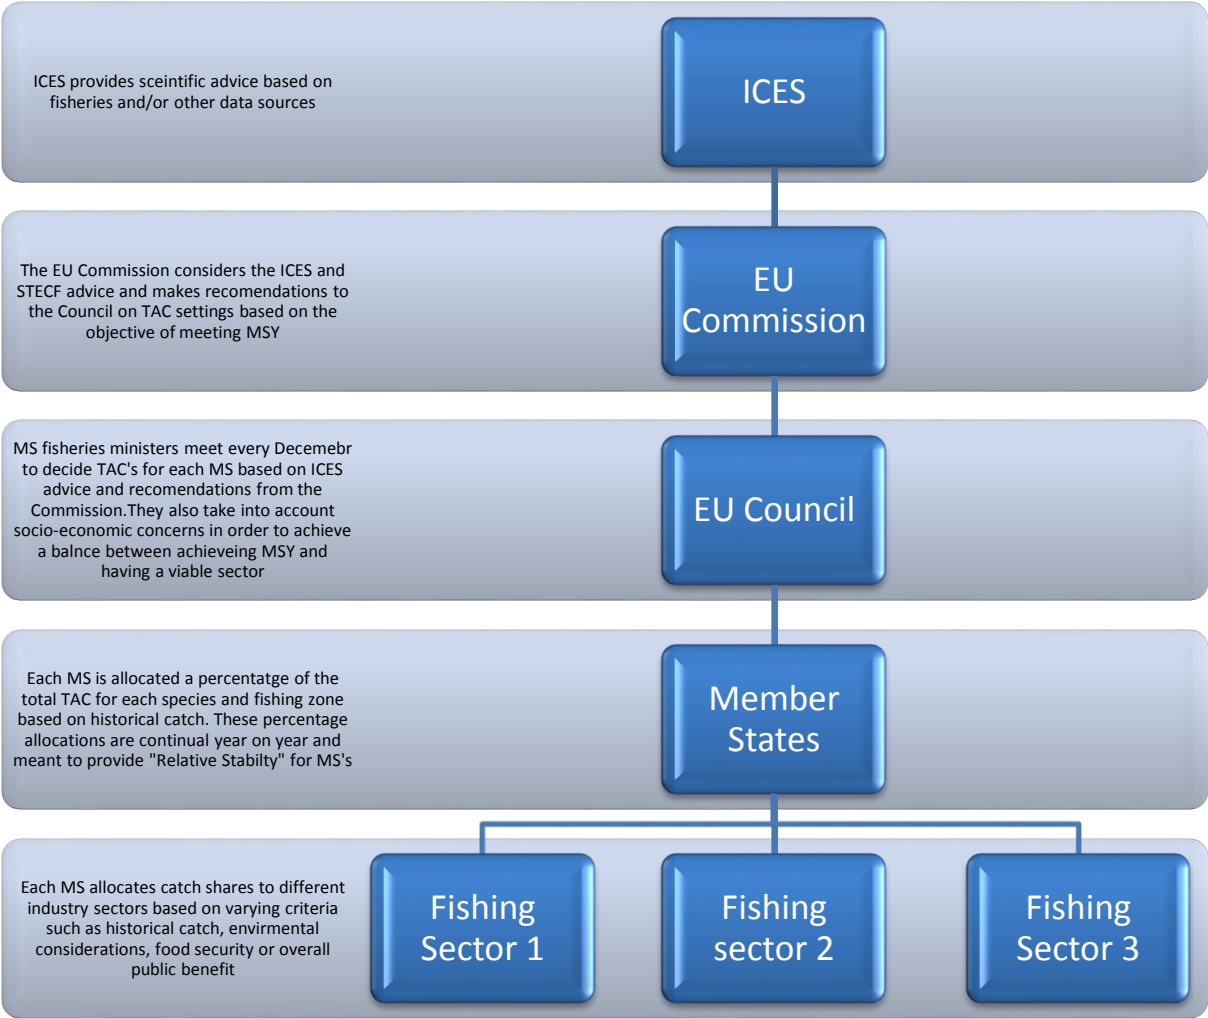 ICES provides sceintific advice based on
fisheries and/or other data sources
ICES
The EU Commission considers the ICES and
STECF advice and makes recomendations to
the Council on TAC settings based on the
objective of meeting MSY
EU
Commission
MS fisheries ministers meet every Decemebr
to decide TAC's for each MS based on ICES
advice and recomendations from the
Commission.They also take into account
socio-economic concerns in order to achieve
a balnce between achieveing MSY and
having a viable sector
EU Council
Each MS is allocated a percentatge of the
total TAC for each species and fishing zone
based on historical catch. These percentage
allocations are continual year on year and
meant to provide "Relative Stabilty" for MS's
Member
States
Each MS allocates catch shares to different
industry sectors based on varying criteria
such as historical catch, envirmental
considerations, food security or overall
public benefit
Fishing
Sector 1
Fishing
sector 2
Fishing
Sector 3